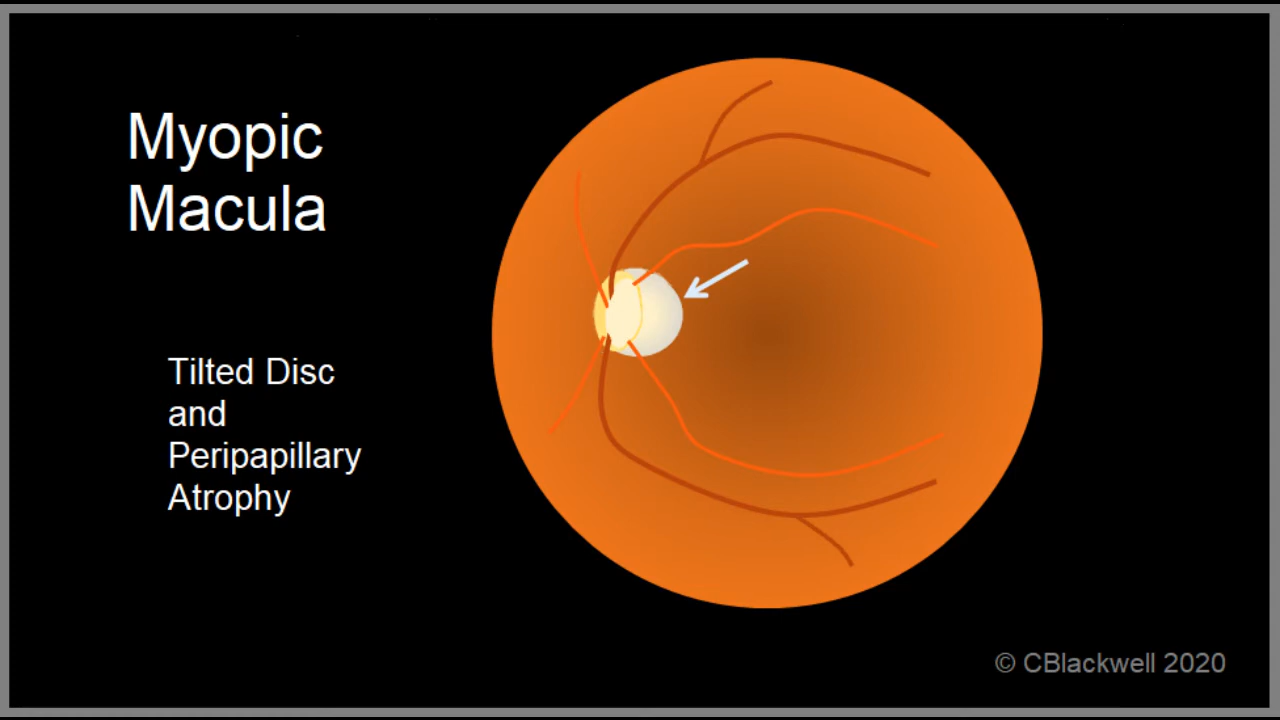 Myopic
Macula
Tilted Disc
and
Peripapillary
Atrophy
© CBlackwell 2020